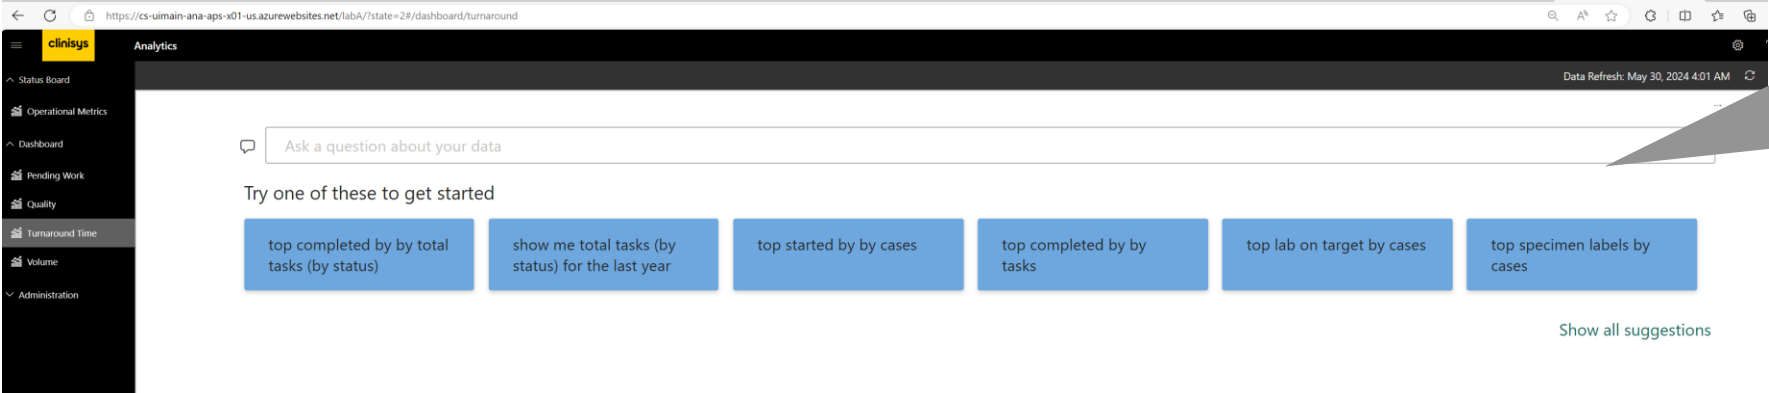 https://cs-uimain-ana-aps-x01-us.azurewebsites.net/labA/?state=2#/dashboard/turnaround
clinisys
Analytics
Data Refresh: May 30, 2024 4:01 AM
Status Board
Operational Metrics
Dashboard
Pending Work
Quality
Turnaround Time
Volume
Administration
Ask a question about your data
Try one of these to get started
top completed by by total
tasks (by status)
show me total tasks (by
status) for the last year
top started by by cases
top completed by by
tasks
top lab on target by cases
top specimen labels by
cases
Show all suggestions